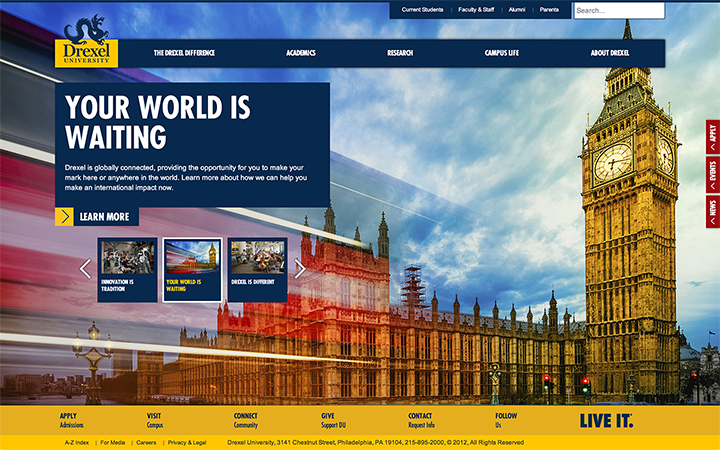 Current Students | Faculty & Staff | Alumni | Parents
Search...
Drexel
UNIVERSITY
THE DREXEL DIFFERENCE ACADEMICS RESEARCH CAMPUS LIFE ABOUT DREXEL
YOUR WORLD IS
WAITING
Drexel is globally connected, providing the opportunity for you to make your
mark here or anywhere in the world. Learn more about how we can help you
make an international impact now.
LEARN MORE
APPLY
EVENTS
NEWS
INNOVATION IS
TRADITION
YOUR WORLD IS
WAITING
DREXEL IS DIFFERENT
APPLY
Admissions
VISIT
Campus
CONNECT
Community
GIVE
Support DU
CONTACT
Request Info
FOLLOW
Us
LIVE IT.
A-Z Index | For Media | Careers | Privacy & Legal
Drexel University, 3141 Chestnut Street, Philadelphia, PA 19104, 215-895-2000, © 2012, All Rights Reserved